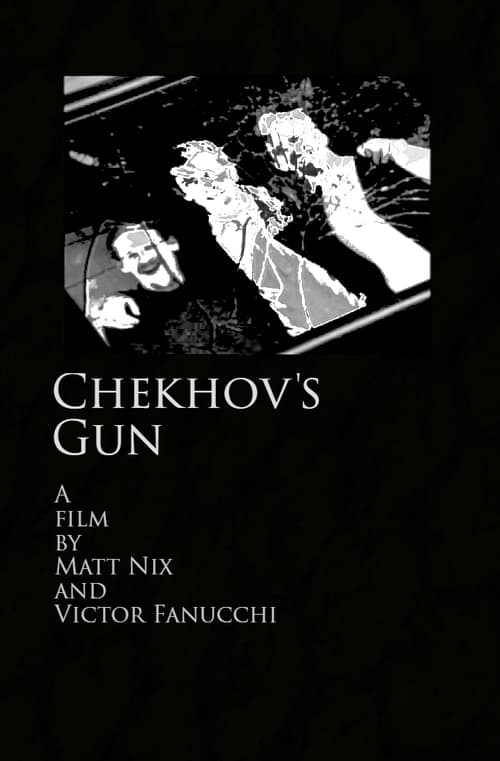 Chekhov's
Gun
A
film
by
Matt Nix
and
Victor Fanucchi